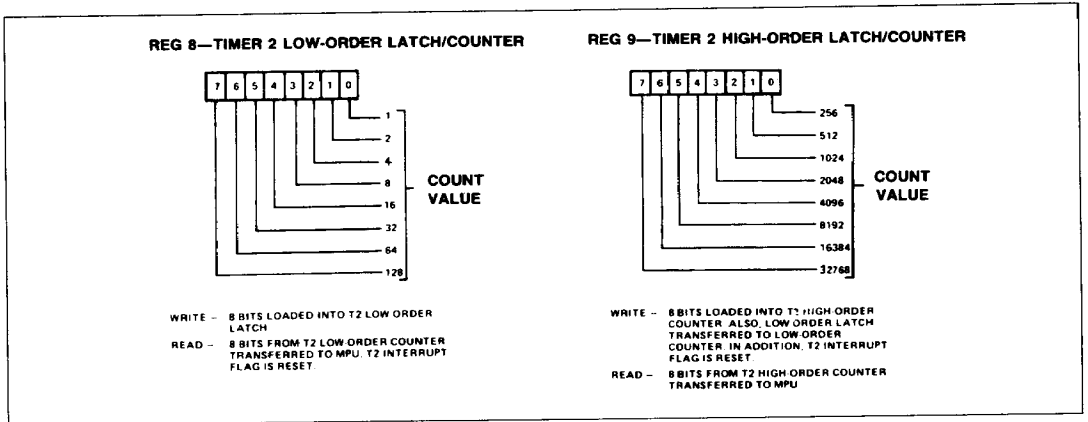 REG 8—TIMER 2 LOW-ORDER LATCH/COUNTER
7 6 5 4 3 2 1 0
1
2
4
8
16
32
64
128
COUNT
VALUE
WRITE – 8 BITS LOADED INTO T2 LOW ORDER
LATCH
READ – 8 BITS FROM T2 LOW-ORDER COUNTER
TRANSFERRED TO MPU. T2 INTERRUPT
FLAG IS RESET.
REG 9—TIMER 2 HIGH-ORDER LATCH/COUNTER
7 6 5 4 3 2 1 0
256
512
1024
2048
4096
8192
16384
32768
COUNT
VALUE
WRITE – 8 BITS LOADED INTO T2 HIGH-ORDER
COUNTER. ALSO, LOW ORDER LATCH
TRANSFERRED TO LOW-ORDER
COUNTER. IN ADDITION, T2 INTERRUPT
FLAG IS RESET.
READ – 8 BITS FROM T2 HIGH-ORDER COUNTER
TRANSFERRED TO MPU